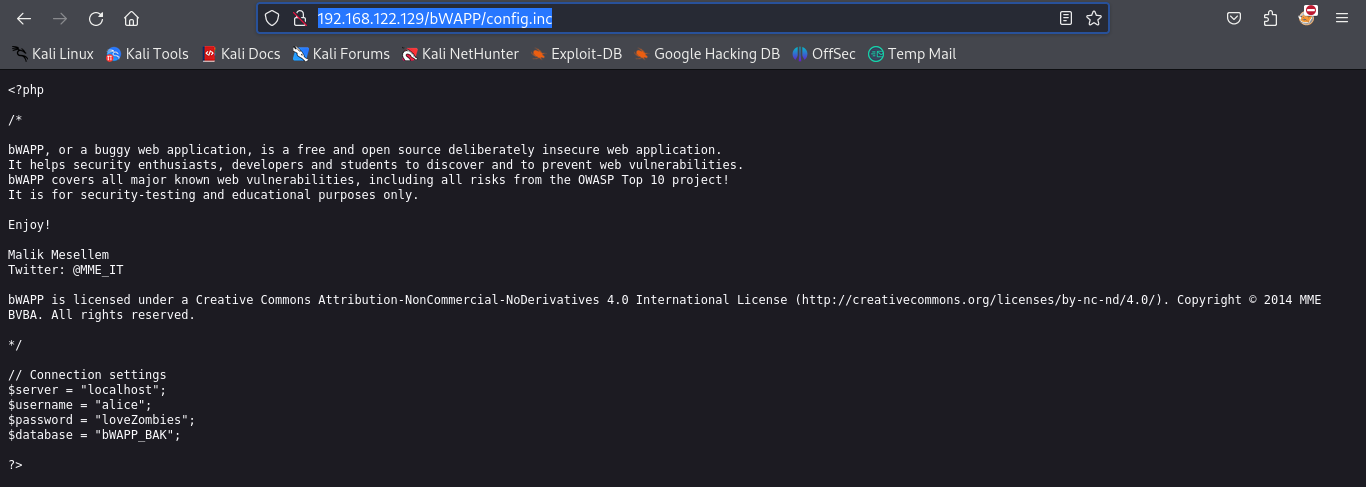 192.168.122.129/bWAPP/config.inc
Kali Linux Kali Tools Kali Docs Kali Forums Kali NetHunter Exploit-DB Google Hacking DB OffSec Temp Mail
<?php
/*
bWAPP, or a buggy web application, is a free and open source deliberately insecure web application.
It helps security enthusiasts, developers and students to discover and to prevent web vulnerabilities.
bWAPP covers all major known web vulnerabilities, including all risks from the OWASP Top 10 project!
It is for security-testing and educational purposes only.
Enjoy!
Malik Mesellem
Twitter: @MME_IT
bWAPP is licensed under a Creative Commons Attribution-NonCommercial-NoDerivatives 4.0 International License (http://creativecommons.org/licenses/by-nc-nd/4.0/). Copyright © 2014 MME
BVBA. All rights reserved.
*/
// Connection settings
$server = "localhost";
$username = "alice";
$password = "loveZombies";
$database = "bWAPP_BAK";
?>